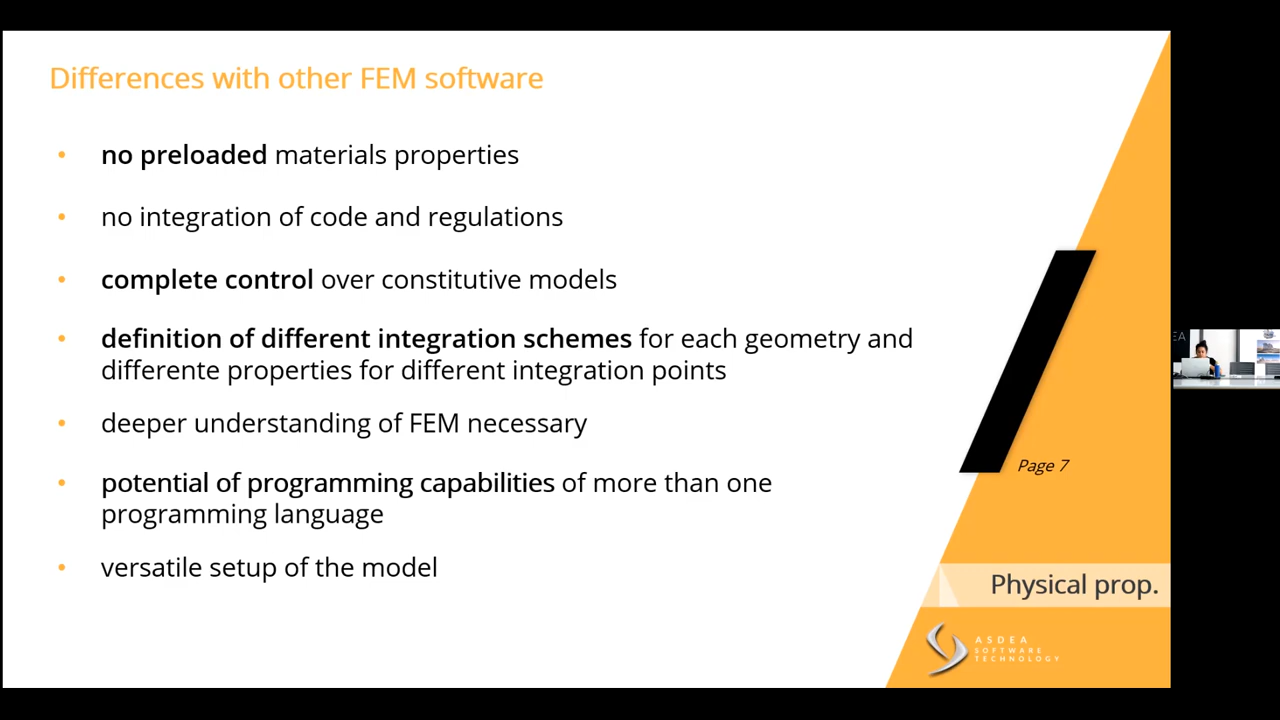 Differences with other FEM software
• no preloaded materials properties
• no integration of code and regulations
• complete control over constitutive models
• definition of different integration schemes for each geometry and
differente properties for different integration points
• deeper understanding of FEM necessary
• potential of programming capabilities of more than one
programming language
• versatile setup of the model
Page 7
Physical prop.
ASDEA
SOFTWARE
TECHNOLOGY
EA